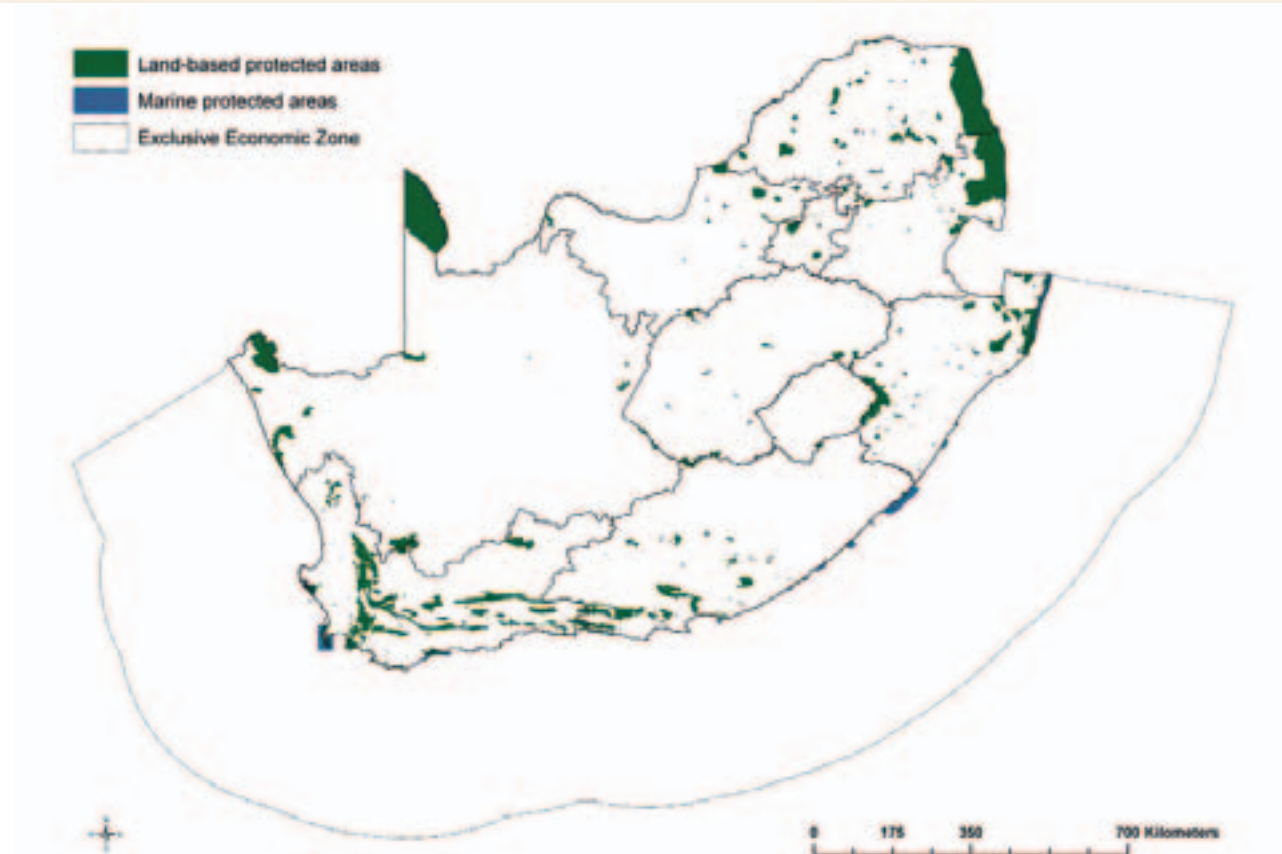 Land-based protected areas
Marine protected areas
Exclusive Economic Zone
0 175 350 700 Kilometers